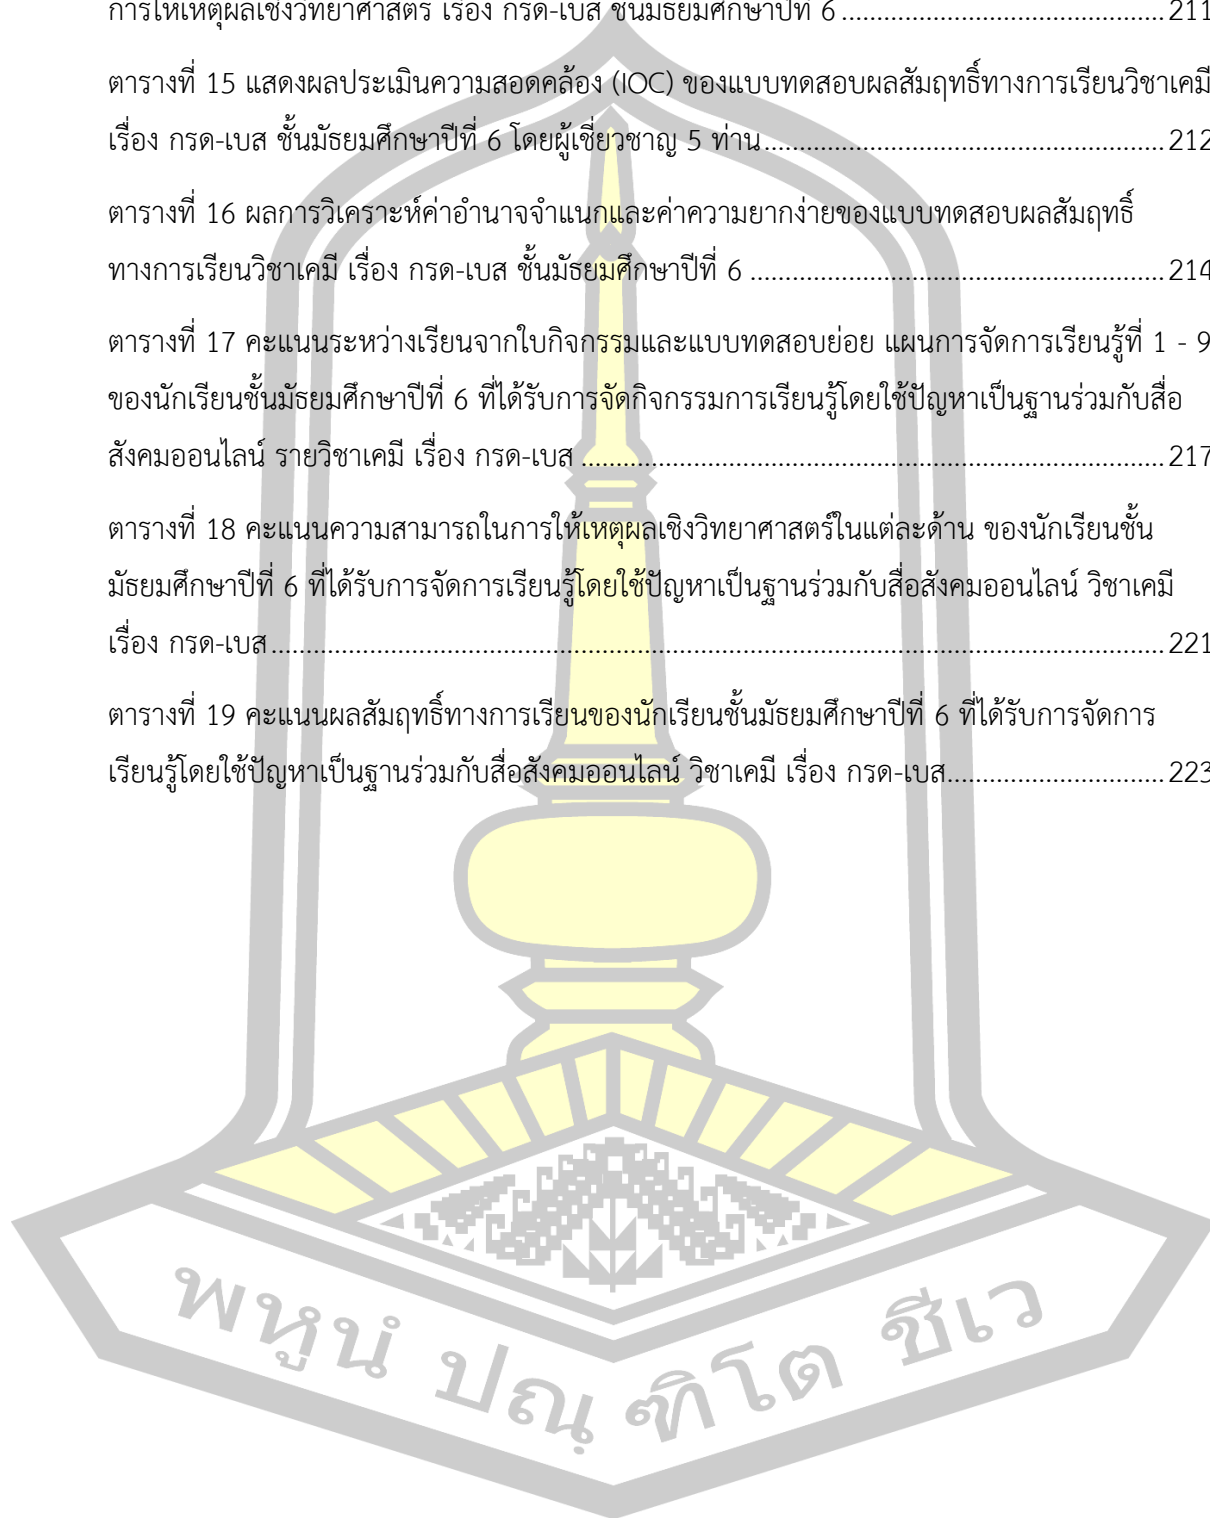 การให้เหตุผลเชิงวิทยาศาสตร์ เรื่อง กรด-เบส ชั้นมัธยมศึกษาปีที่ 6 ........................................ 211
ตารางที่ 15 แสดงผลประเมินความสอดคล้อง (IOC) ของแบบทดสอบผลสัมฤทธิ์ทางการเรียนวิชาเคมี
เรื่อง กรด-เบส ชั้นมัธยมศึกษาปีที่ 6 โดยผู้เชี่ยวชาญ 5 ท่าน .................................................. 212
ตารางที่ 16 ผลการวิเคราะห์ค่าอำนาจจำแนกและค่าความยากง่ายของแบบทดสอบผลสัมฤทธิ์
ทางการเรียนวิชาเคมี เรื่อง กรด-เบส ชั้นมัธยมศึกษาปีที่ 6 .................................................... 214
ตารางที่ 17 คะแนนระหว่างเรียนจากใบกิจกรรมและแบบทดสอบย่อย แผนการจัดการเรียนรู้ที่ 1 - 9
ของนักเรียนชั้นมัธยมศึกษาปีที่ 6 ที่ได้รับการจัดกิจกรรมการเรียนรู้โดยใช้ปัญหาเป็นฐานร่วมกับสื่อ
สังคมออนไลน์ รายวิชาเคมี เรื่อง กรด-เบส ........................................................................ 217
ตารางที่ 18 คะแนนความสามารถในการให้เหตุผลเชิงวิทยาศาสตร์ในแต่ละด้าน ของนักเรียนชั้น
มัธยมศึกษาปีที่ 6 ที่ได้รับการจัดการเรียนรู้โดยใช้ปัญหาเป็นฐานร่วมกับสื่อสังคมออนไลน์ วิชาเคมี
เรื่อง กรด-เบส ............................................................................................................ 221
ตารางที่ 19 คะแนนผลสัมฤทธิ์ทางการเรียนของนักเรียนชั้นมัธยมศึกษาปีที่ 6 ที่ได้รับการจัดการ
เรียนรู้โดยใช้ปัญหาเป็นฐานร่วมกับสื่อสังคมออนไลน์ วิชาเคมี เรื่อง กรด-เบส ........................... 223
พหูนํ ปณฺฑิโต ชีเว